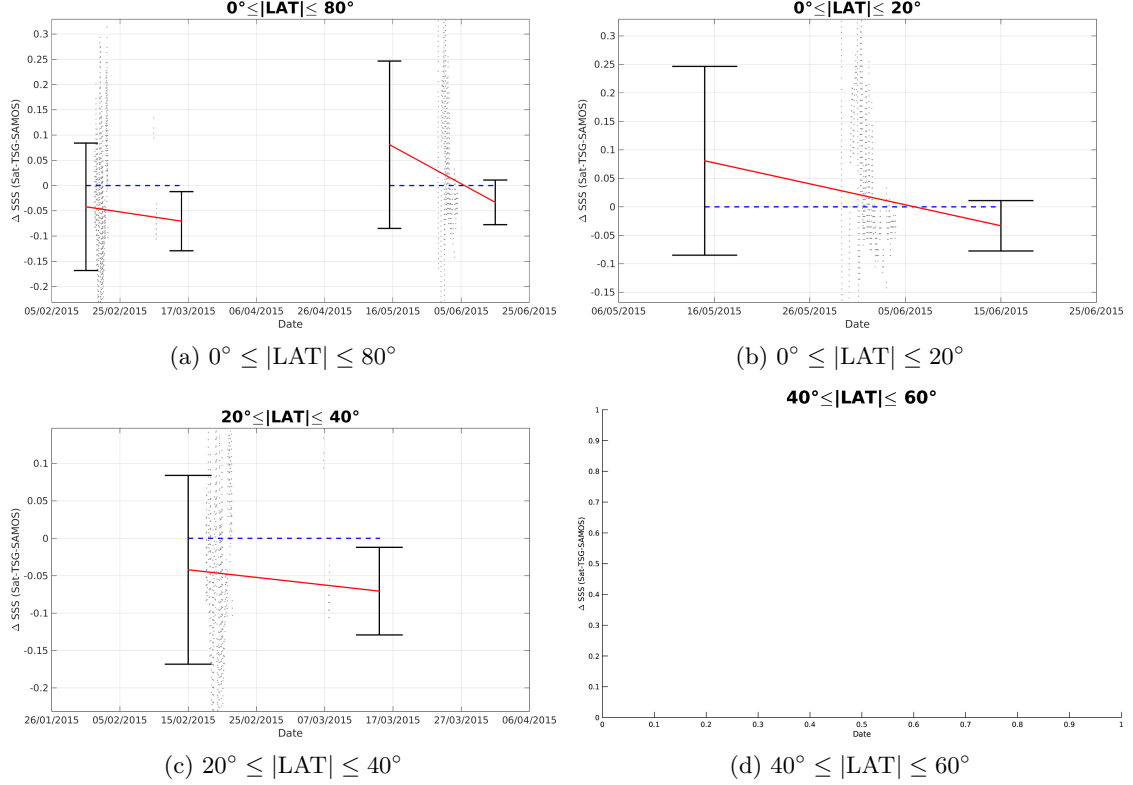 0°≤|LAT|≤ 80°
0.3
0.25
0.2
0.15
0.1
0.05
0
-0.05
-0.1
-0.15
-0.2
Δ SSS (Sat-TSG-SAMOS)
05/02/2015 25/02/2015 17/03/2015 06/04/2015 26/04/2015 16/05/2015 05/06/2015 25/06/2015
Date
(a) 0° ≤ |LAT| ≤ 80°
0°≤|LAT|≤ 20°
0.3
0.25
0.2
0.15
0.1
0.05
0
-0.05
-0.1
-0.15
Δ SSS (Sat-TSG-SAMOS)
06/05/2015 16/05/2015 26/05/2015 05/06/2015 15/06/2015 25/06/2015
Date
(b) 0° ≤ |LAT| ≤ 20°
20°≤|LAT|≤ 40°
0.1
0.05
0
-0.05
-0.1
-0.15
-0.2
Δ SSS (Sat-TSG-SAMOS)
26/01/2015 05/02/2015 15/02/2015 25/02/2015 07/03/2015 17/03/2015 27/03/2015 06/04/2015
Date
(c) 20° ≤ |LAT| ≤ 40°
40°≤|LAT|≤ 60°
1
0.9
0.8
0.7
0.6
0.5
0.4
0.3
0.2
0.1
0
Δ SSS (Sat-TSG-SAMOS)
0 0.1 0.2 0.3 0.4 0.5 0.6 0.7 0.8 0.9 1
Date
(d) 40° ≤ |LAT| ≤ 60°